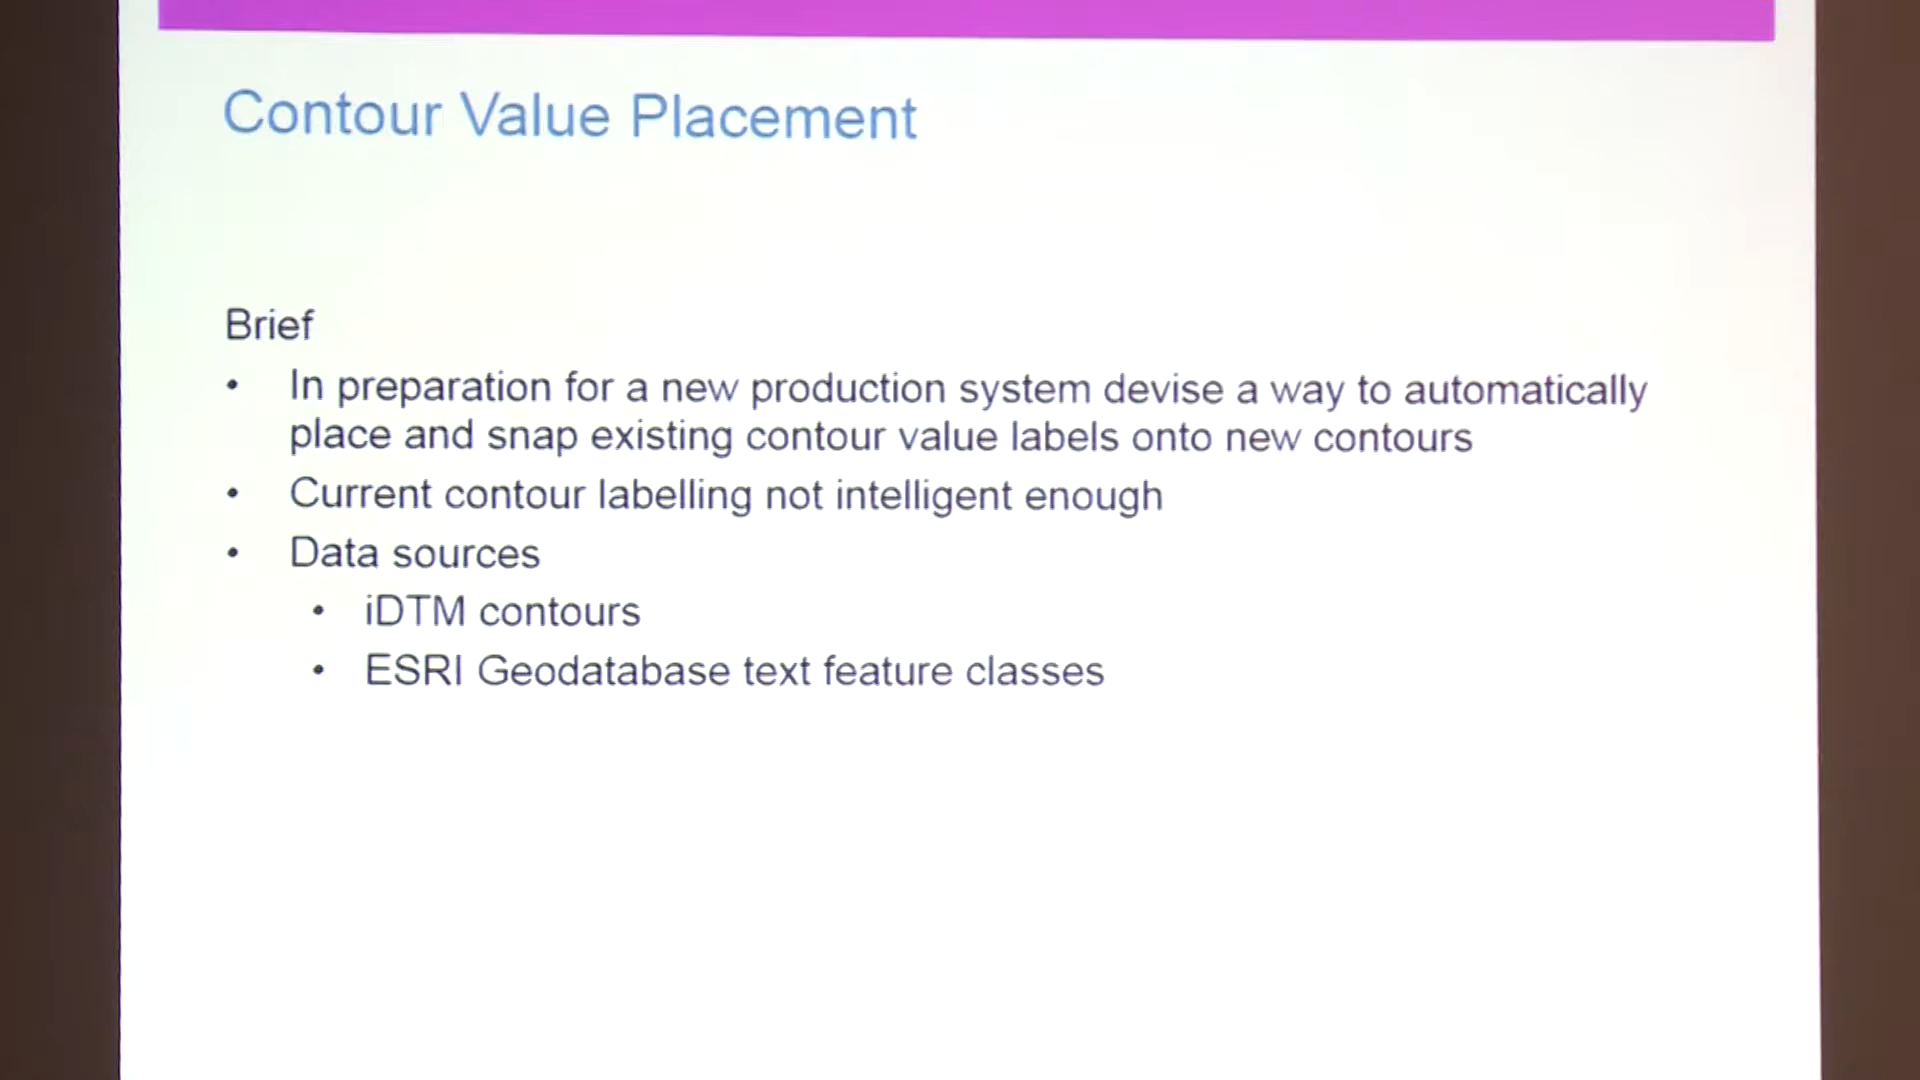 Contour Value Placement
Brief
• In preparation for a new production system devise a way to automatically
place and snap existing contour value labels onto new contours
• Current contour labelling not intelligent enough
• Data sources
• iDTM contours
• ESRI Geodatabase text feature classes